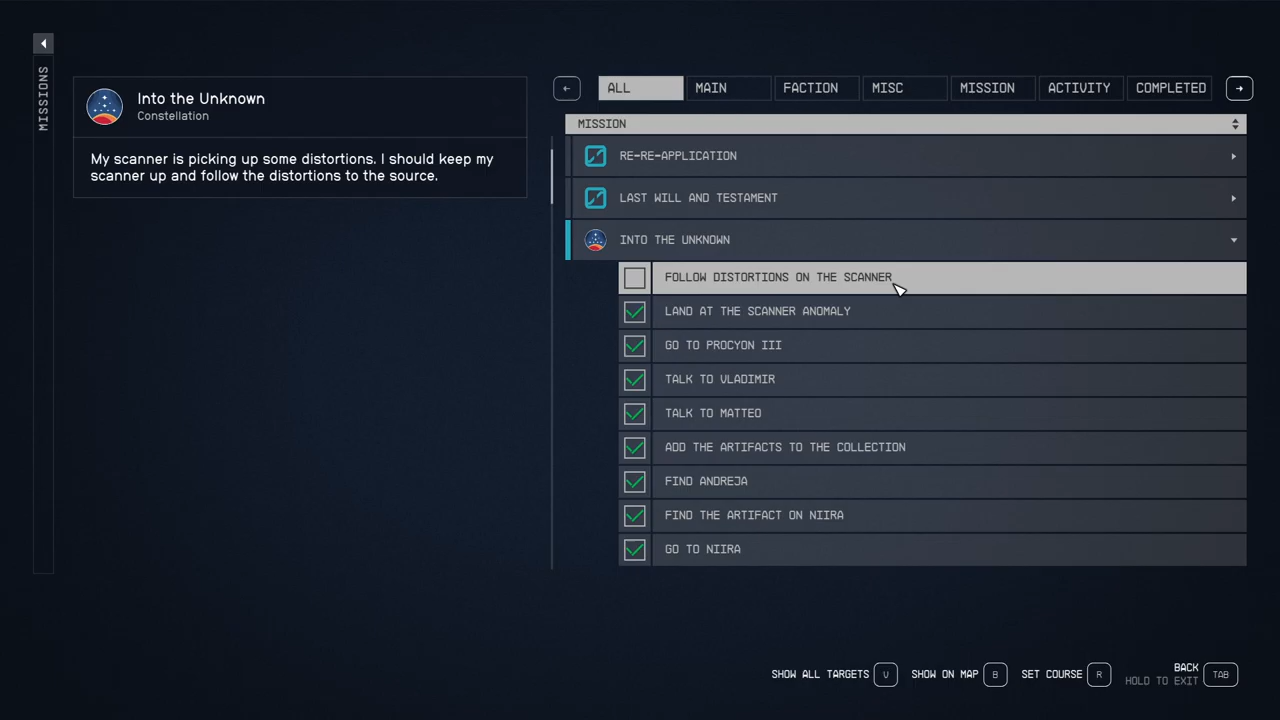 MISSIONS
Into the Unknown
Constellation
My scanner is picking up some distortions. I should keep my
scanner up and follow the distortions to the source.
ALL
MAIN
FACTION
MISC
MISSION
ACTIVITY
COMPLETED
MISSION
RE-RE-APPLICATION
LAST WILL AND TESTAMENT
INTO THE UNKNOWN
FOLLOW DISTORTIONS ON THE SCANNER
LAND AT THE SCANNER ANOMALY
GO TO PROCYON III
TALK TO VLADIMIR
TALK TO MATTEO
ADD THE ARTIFACTS TO THE COLLECTION
FIND ANDREJA
FIND THE ARTIFACT ON NIIRA
GO TO NIIRA
SHOW ALL TARGETS V
SHOW ON MAP B
SET COURSE R
BACK
HOLD TO EXIT
TAB